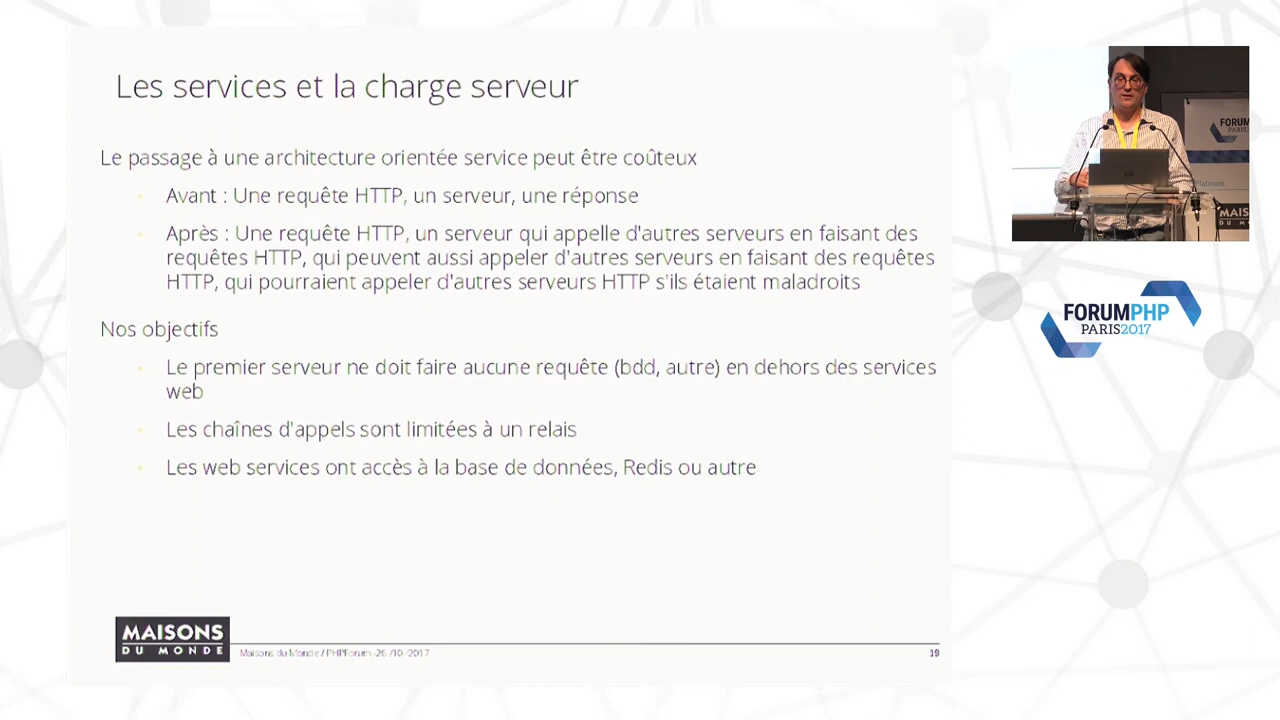 Les services et la charge serveur
Le passage à une architecture orientée service peut être coûteux
Avant : Une requête HTTP, un serveur, une réponse
Après : Une requête HTTP, un serveur qui appelle d'autres serveurs en faisant des
requêtes HTTP, qui peuvent aussi appeler d'autres serveurs en faisant des requêtes
HTTP, qui pourraient appeler d'autres serveurs HTTP s'ils étaient maladroits
Nos objectifs
Le premier serveur ne doit faire aucune requête (bdd, autre) en dehors des services
web
Les chaînes d'appels sont limitées à un relais
Les web services ont accès à la base de données, Redis ou autre
MAISONS
DU MONDE
Maisons du Monde / PHPForum -26 /10 /2017
19
FORUM
PARIS
Platinum
MAIS
DU M
FORUMPHP
PARIS2017